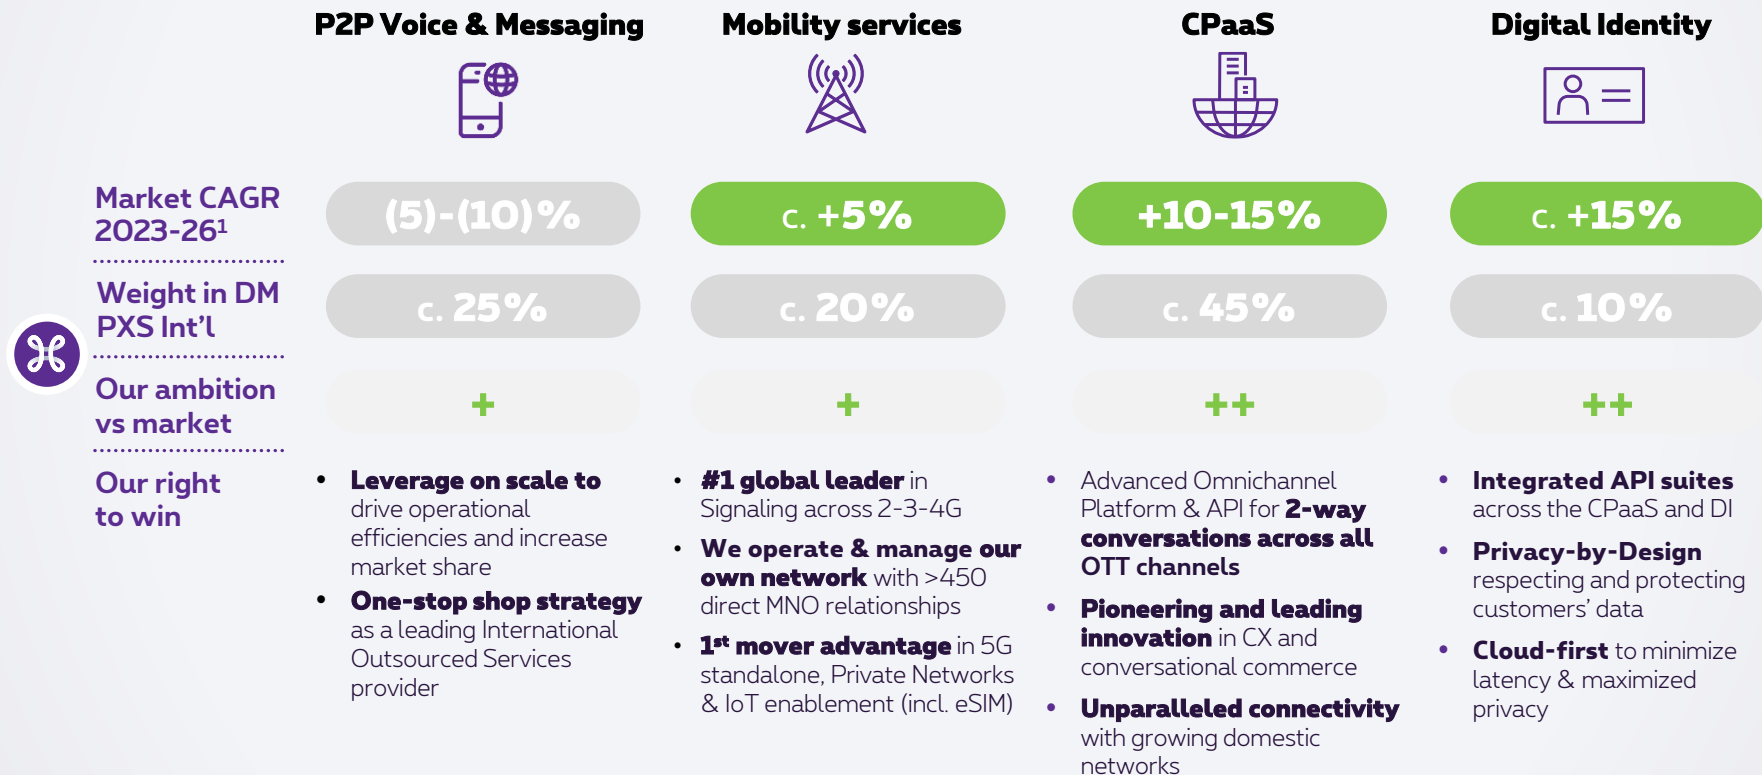 P2P Voice & Messaging
Mobility services
CPaaS
Digital Identity
Market CAGR
2023-26¹
(5)-(10)%
c. +5%
+10-15%
c. +15%
Weight in DM
PXS Int'l
c. 25%
c. 20%
c. 45%
c. 10%
Our ambition
vs market
+
+
++
++
Our right
to win
• Leverage on scale to
drive operational
efficiencies and increase
market share
• One-stop shop strategy
as a leading International
Outsourced Services
provider
• #1 global leader in
Signaling across 2-3-4G
• We operate & manage our
own network with >450
direct MNO relationships
• 1st mover advantage in 5G
standalone, Private Networks
& IoT enablement (incl. eSIM)
• Advanced Omnichannel
Platform & API for 2-way
conversations across all
OTT channels
• Pioneering and leading
innovation in CX and
conversational commerce
• Unparalleled connectivity
with growing domestic
networks
• Integrated API suites
across the CPaaS and DI
• Privacy-by-Design
respecting and protecting
customers' data
• Cloud-first to minimize
latency & maximized
privacy